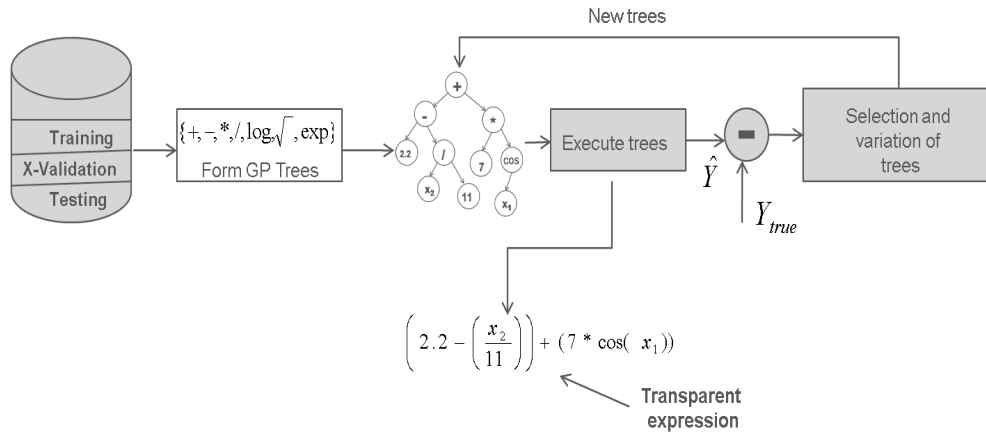 New trees
Training
X-Validation
Testing
{+,-,*,/,log,√,exp}
Form GP Trees
+
-
*
2.2
/
7
COS
x₂
11
x₁
Execute trees
-
Selection and
variation of
trees
Ŷ
Y_true
(2.2 − (x₂/11)) + (7 * cos( x₁))
Transparent
expression